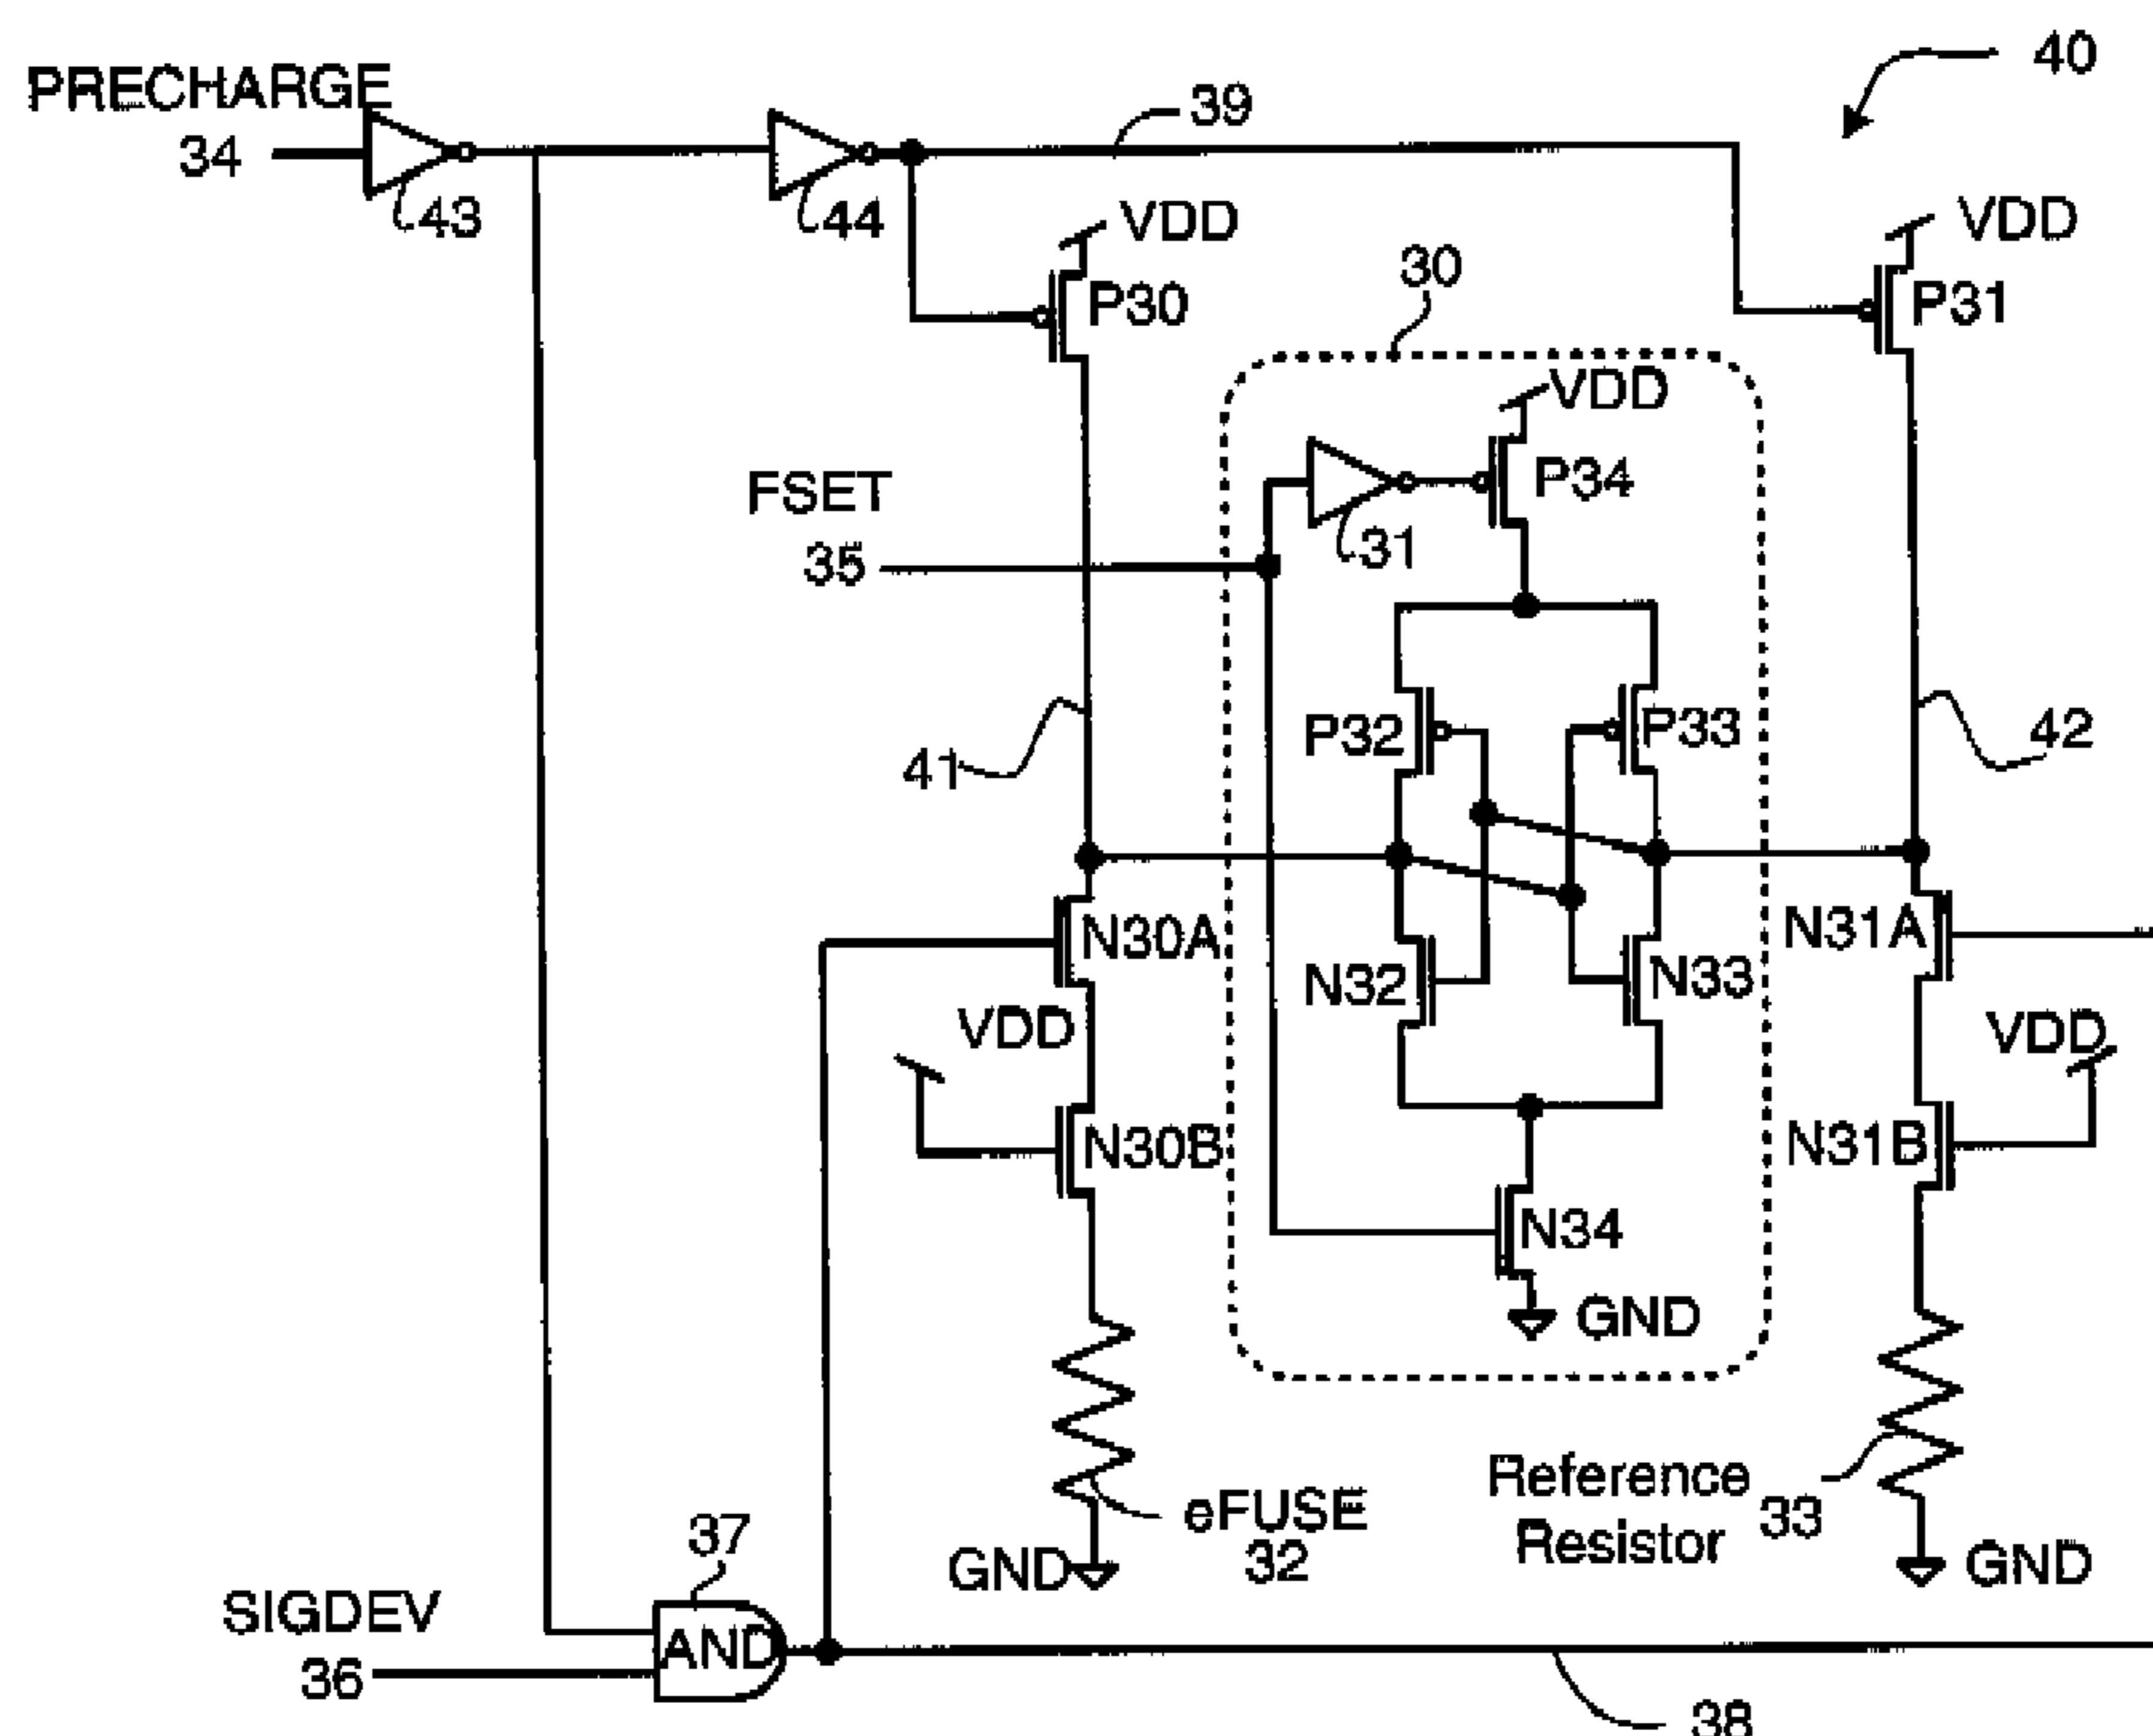 40
PRECHARGE
34
43
44
39
VDD
P30
VDD
P31
30
VDD
P34
31
FSET
35
P32
P33
41
42
N30A
N32
N33
N31A
VDD
N30B
VDD
N31B
N34
GND
eFUSE
32
GND
Reference
Resistor
33
GND
37
SIGDEV
36
AND
38